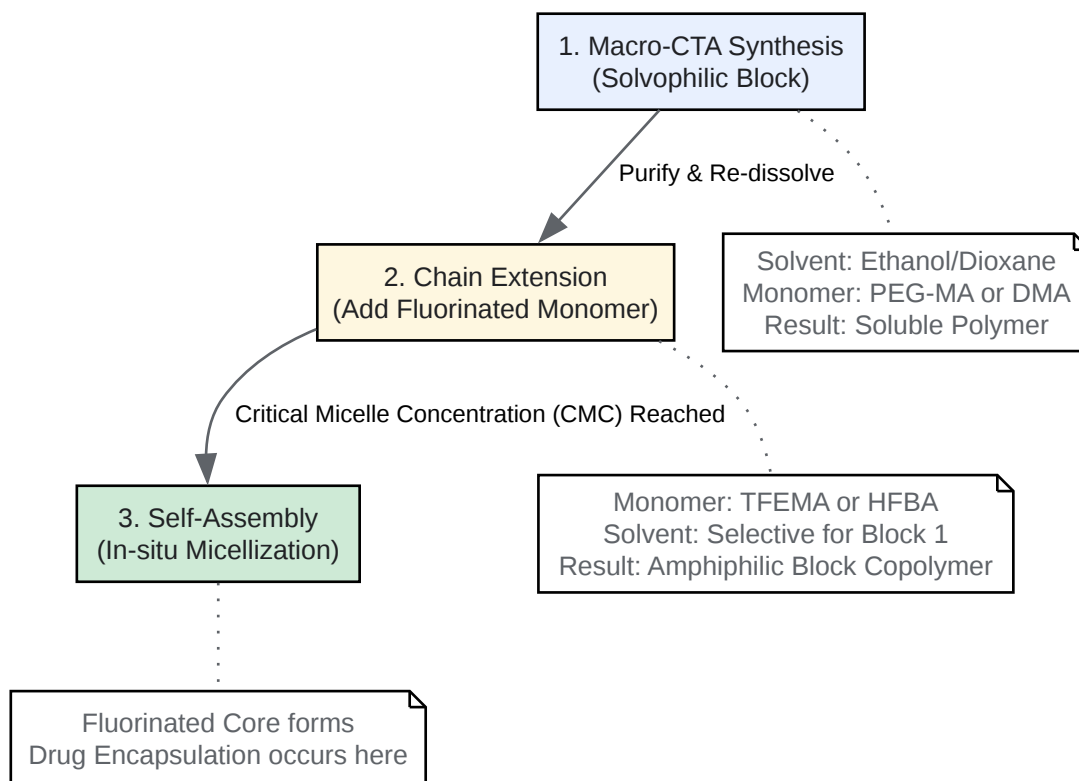 1. Macro-CTA Synthesis
(Solvophilic Block)
Purify & Re-dissolve
Solvent: Ethanol/Dioxane
Monomer: PEG-MA or DMA
Result: Soluble Polymer
2. Chain Extension
(Add Fluorinated Monomer)
Critical Micelle Concentration (CMC) Reached
Monomer: TFEMA or HFBA
Solvent: Selective for Block 1
Result: Amphiphilic Block Copolymer
3. Self-Assembly
(In-situ Micellization)
Fluorinated Core forms
Drug Encapsulation occurs here